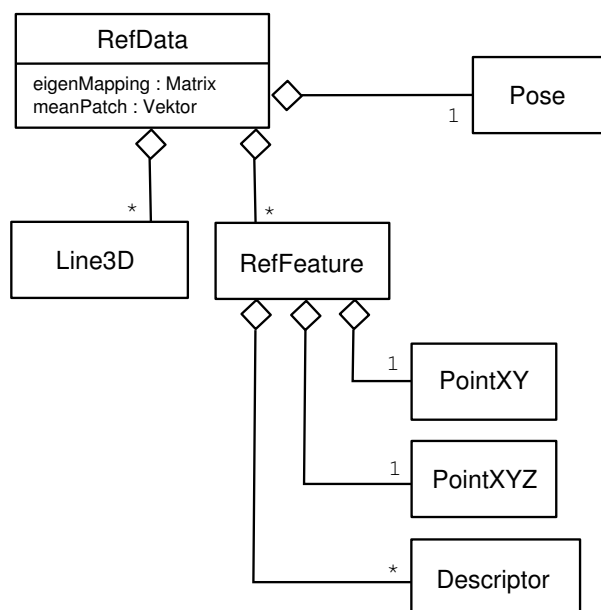 RefData
eigenMapping : Matrix
meanPatch : Vektor
Pose
1
*
*
Line3D
RefFeature
1
PointXY
1
PointXYZ
*
Descriptor